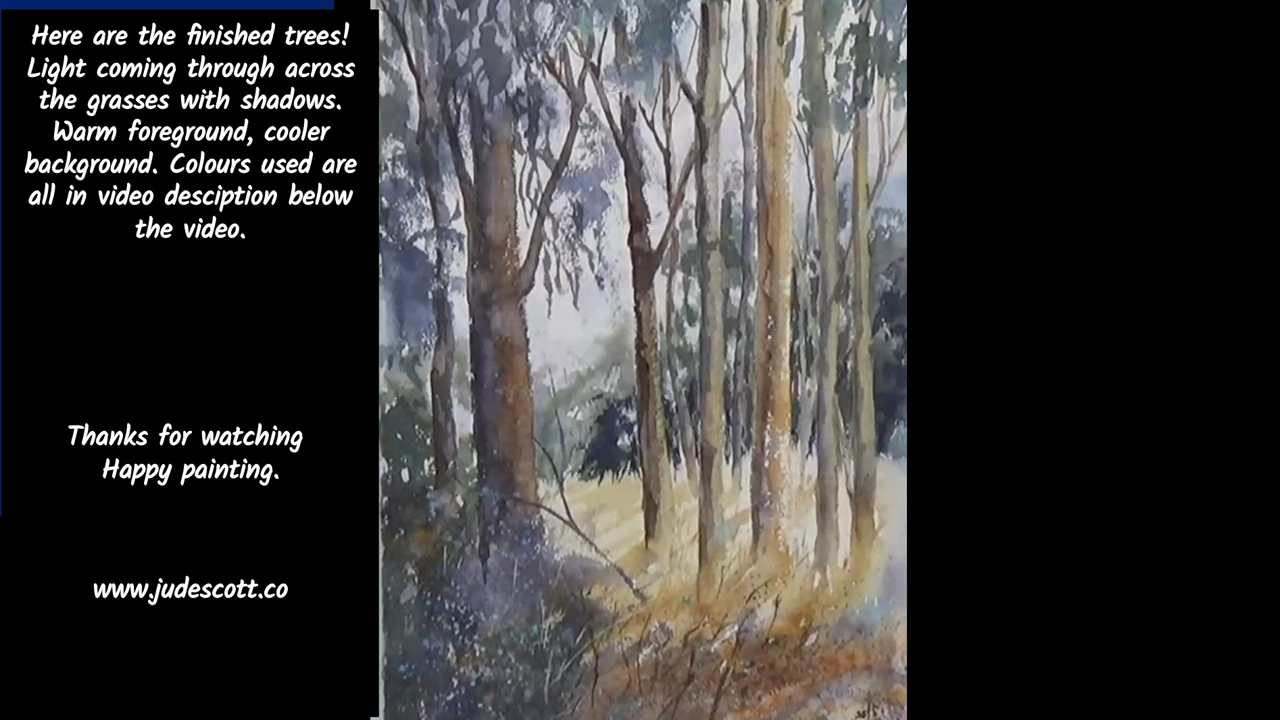 Here are the finished trees!
Light coming through across
the grasses with shadows.
Warm foreground, cooler
background. Colours used are
all in video desciption below
the video.
Thanks for watching
Happy painting.
www.judescott.co